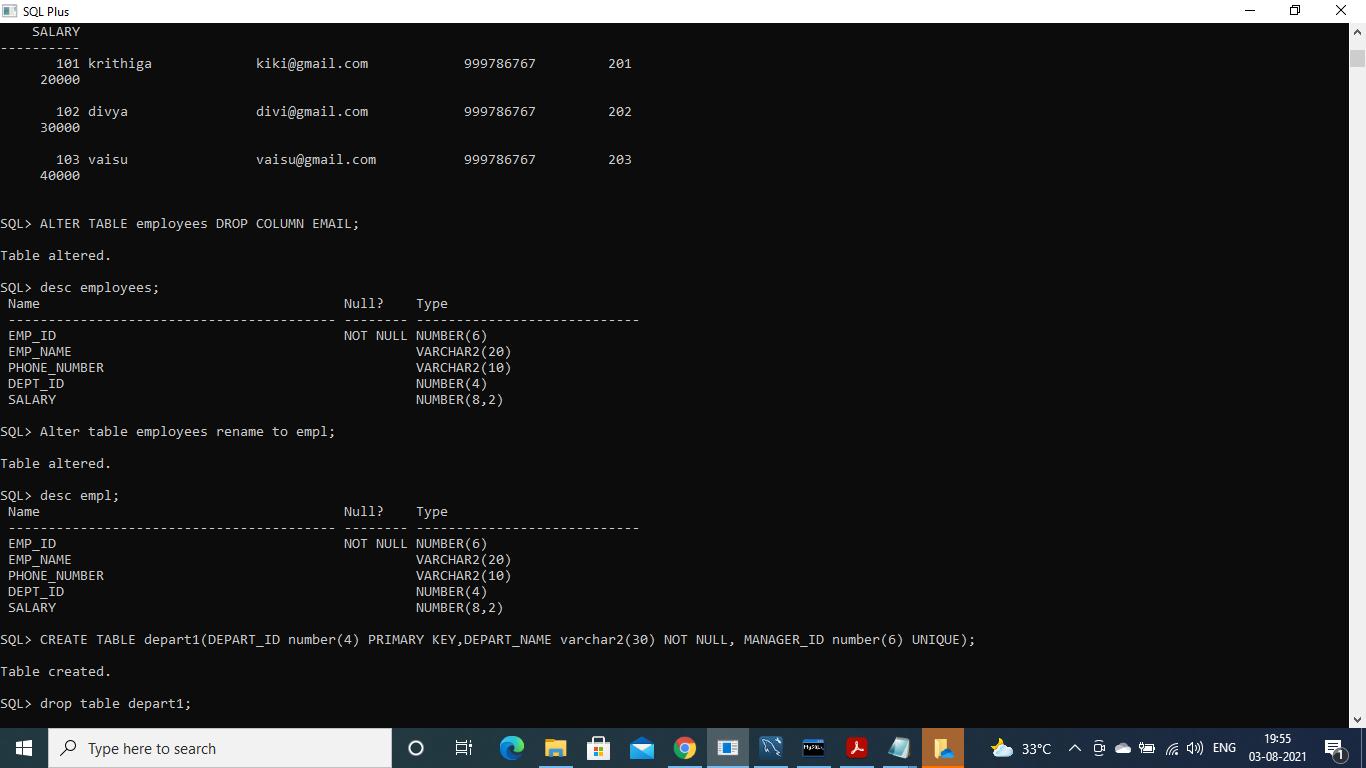 SQL Plus
SALARY
----------
101 krithiga kiki@gmail.com 999786767 201
20000
102 divya divi@gmail.com 999786767 202
30000
103 vaisu vaisu@gmail.com 999786767 203
40000
SQL> ALTER TABLE employees DROP COLUMN EMAIL;
Table altered.
SQL> desc employees;
Name Null? Type
----------------------------------------- -------- ----------------------------
EMP_ID NOT NULL NUMBER(6)
EMP_NAME VARCHAR2(20)
PHONE_NUMBER VARCHAR2(10)
DEPT_ID NUMBER(4)
SALARY NUMBER(8,2)
SQL> Alter table employees rename to empl;
Table altered.
SQL> desc empl;
Name Null? Type
----------------------------------------- -------- ----------------------------
EMP_ID NOT NULL NUMBER(6)
EMP_NAME VARCHAR2(20)
PHONE_NUMBER VARCHAR2(10)
DEPT_ID NUMBER(4)
SALARY NUMBER(8,2)
SQL> CREATE TABLE depart1(DEPART_ID number(4) PRIMARY KEY,DEPART_NAME varchar2(30) NOT NULL, MANAGER_ID number(6) UNIQUE);
Table created.
SQL> drop table depart1;
Type here to search
MySQL
33°C
ENG
19:55
03-08-2021
1